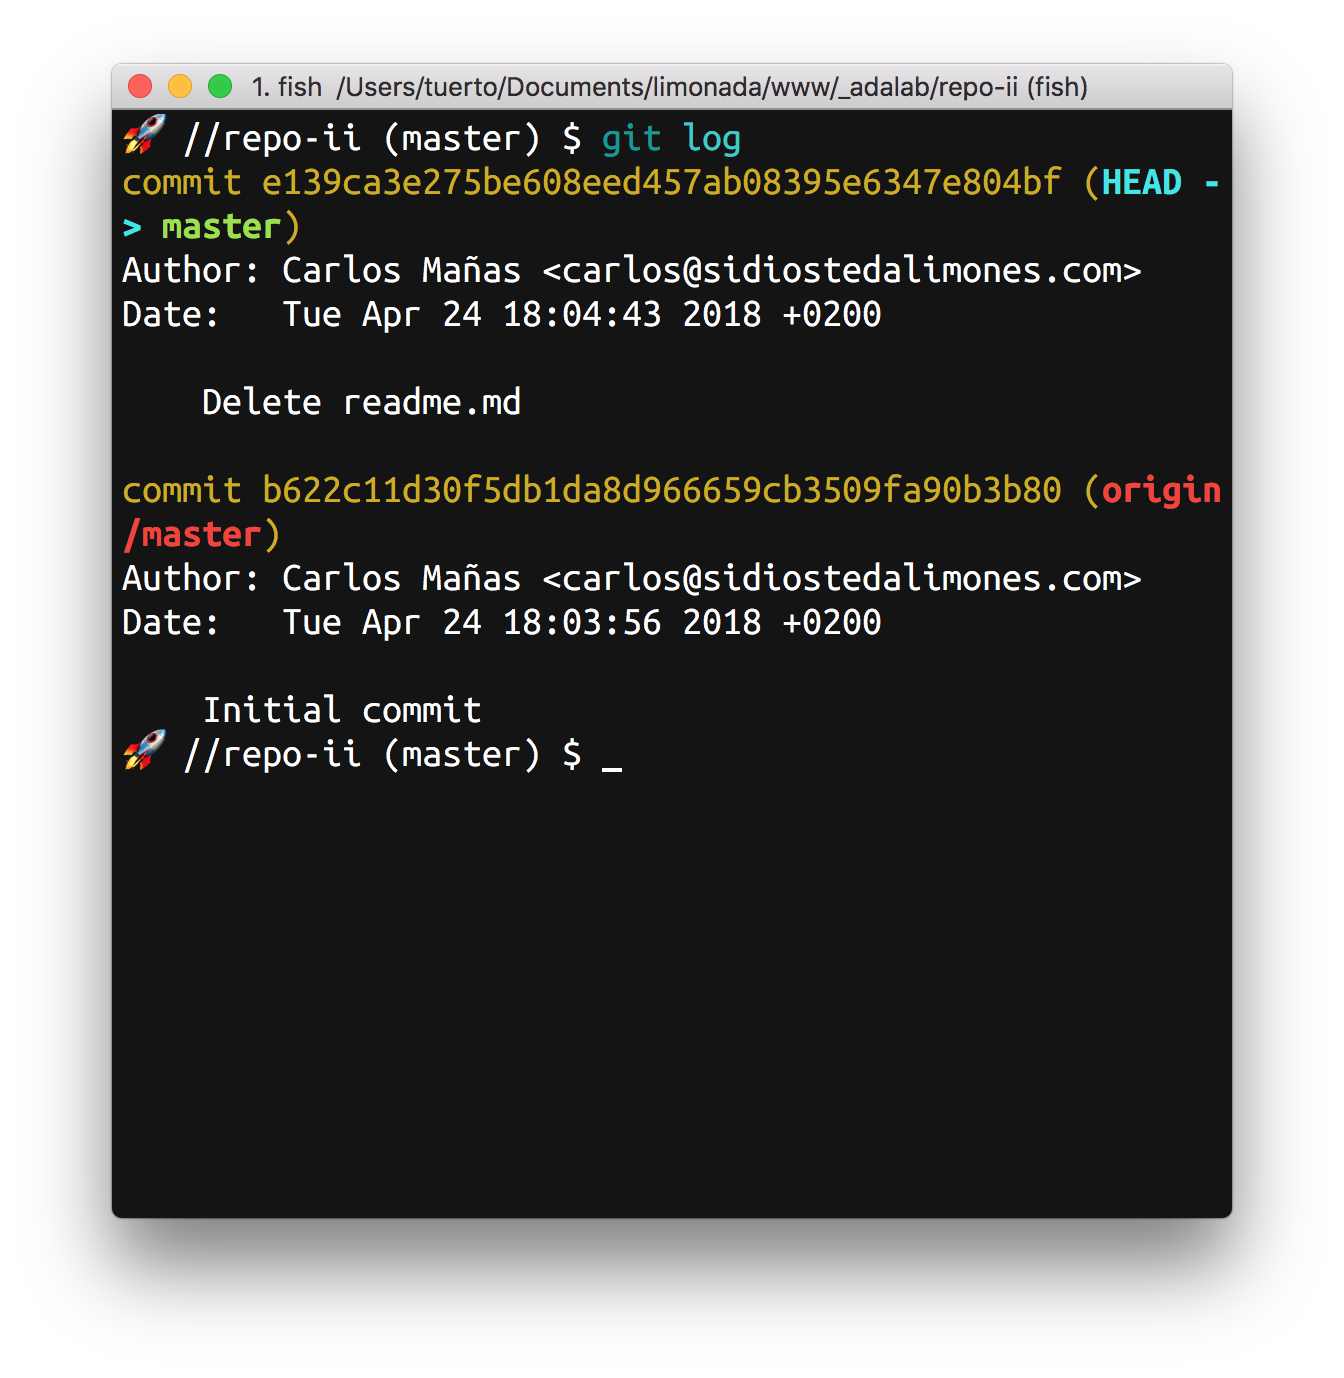 1. fish /Users/tuerto/Documents/limonada/www/_adalab/repo-ii (fish)
🚀 //repo-ii (master) $ git log
commit e139ca3e275be608eed457ab08395e6347e804bf (HEAD -
> master)
Author: Carlos Mañas <carlos@sidiostedalimones.com>
Date:   Tue Apr 24 18:04:43 2018 +0200
    Delete readme.md
commit b622c11d30f5db1da8d966659cb3509fa90b3b80 (origin
/master)
Author: Carlos Mañas <carlos@sidiostedalimones.com>
Date:   Tue Apr 24 18:03:56 2018 +0200
    Initial commit
🚀 //repo-ii (master) $ _